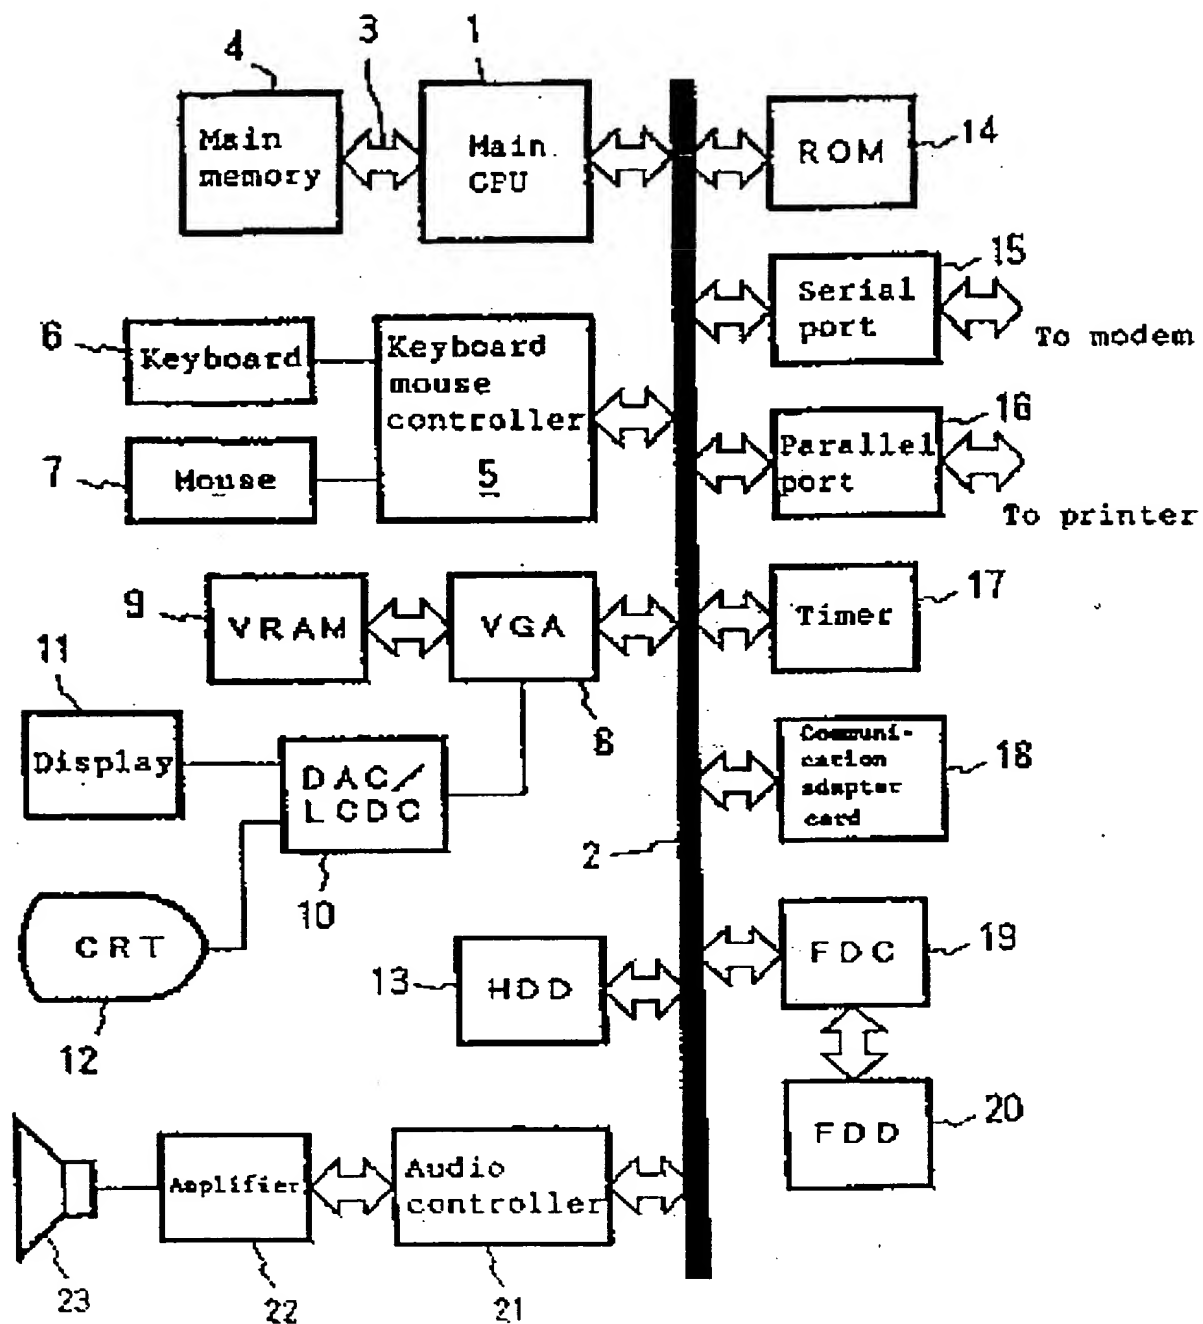 4
3
1
Main
memory
Main
CPU
ROM
14
15
Serial
port
To modem
6
Keyboard
Keyboard
mouse
controller
5
7
Mouse
16
Parallel
port
To printer
9
VRAM
VGA
8
17
Timer
11
Display
DAC/
LCDC
10
18
Communi-
cation
adapter
card
2
CRT
12
13
HDD
19
FDC
20
FDD
23
Amplifier
22
Audio
controller
21